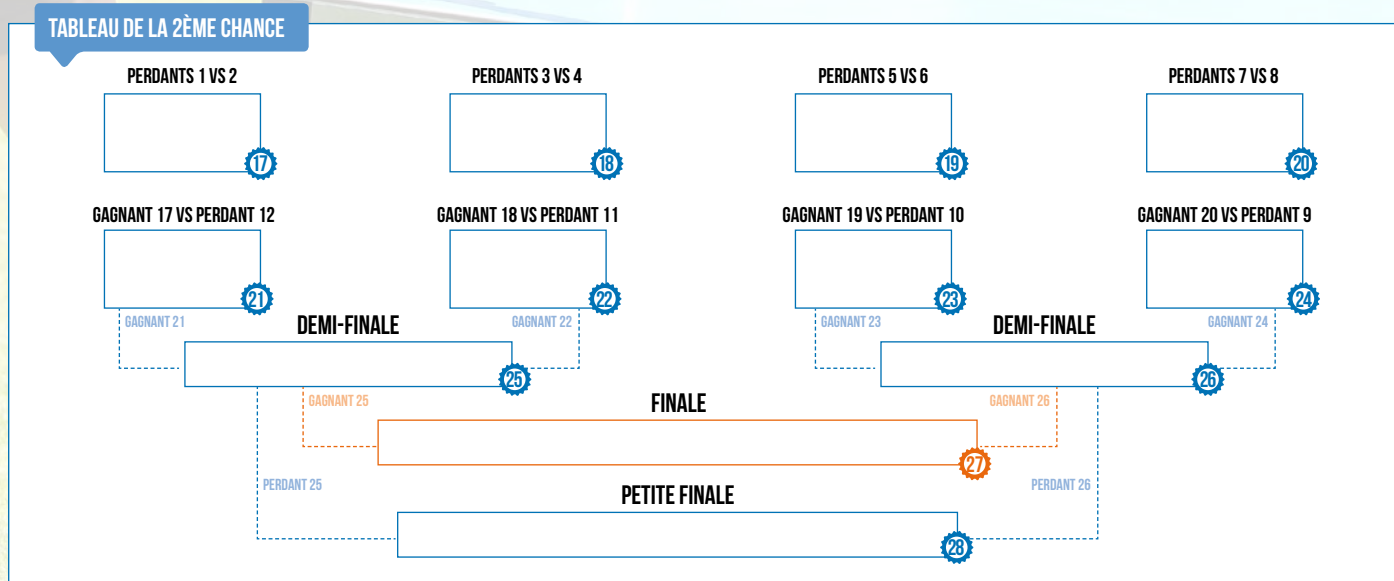 TABLEAU DE LA 2ÈME CHANCE
PERDANTS 1 VS 2
PERDANTS 3 VS 4
PERDANTS 5 VS 6
PERDANTS 7 VS 8
17
18
19
20
GAGNANT 17 VS PERDANT 12
GAGNANT 18 VS PERDANT 11
GAGNANT 19 VS PERDANT 10
GAGNANT 20 VS PERDANT 9
21
22
23
24
GAGNANT 21
DEMI-FINALE
GAGNANT 22
GAGNANT 23
DEMI-FINALE
GAGNANT 24
25
26
GAGNANT 25
FINALE
GAGNANT 26
27
PERDANT 25
PETITE FINALE
PERDANT 26
28